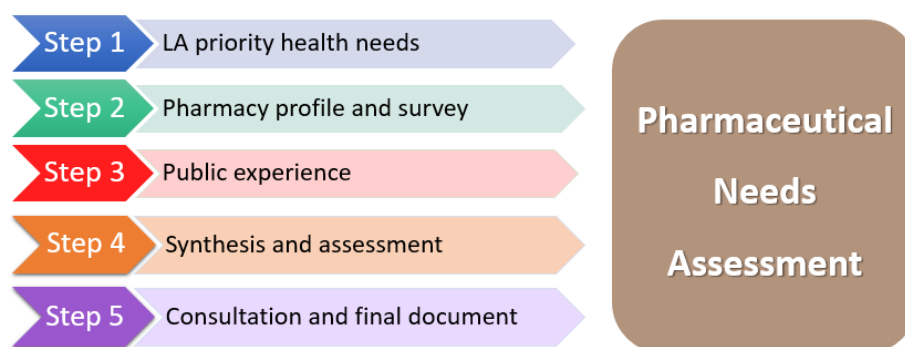 Step 1 LA priority health needs
Step 2 Pharmacy profile and survey
Step 3 Public experience
Step 4 Synthesis and assessment
Step 5 Consultation and final document
Pharmaceutical
Needs
Assessment